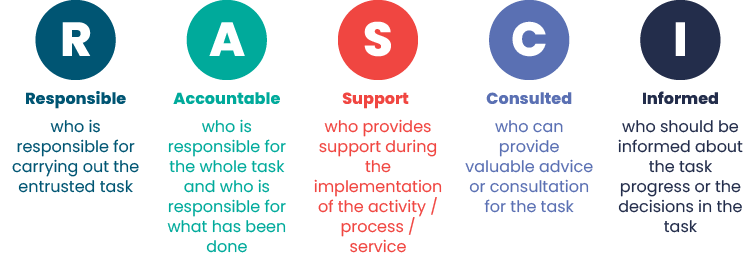 R
Responsible
who is
responsible for
carrying out the
entrusted task
A
Accountable
who is
responsible for
the whole task
and who is
responsible for
what has been
done
S
Support
who provides
support during
the
implementation
of the activity /
process /
service
C
Consulted
who can
provide
valuable advice
or consultation
for the task
I
Informed
who should be
informed about
the task
progress or the
decisions in the
task